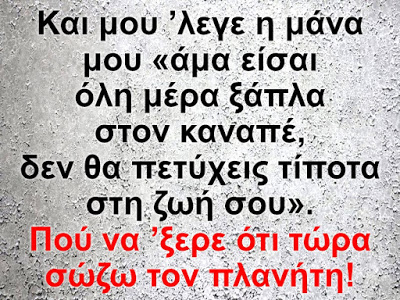 Και μου ’λεγε η μάνα
μου «άμα είσαι
όλη μέρα ξάπλα
στον καναπέ,
δεν θα πετύχεις τίποτα
στη ζωή σου».
Πού να ’ξερε ότι τώρα
σώζω τον πλανήτη!